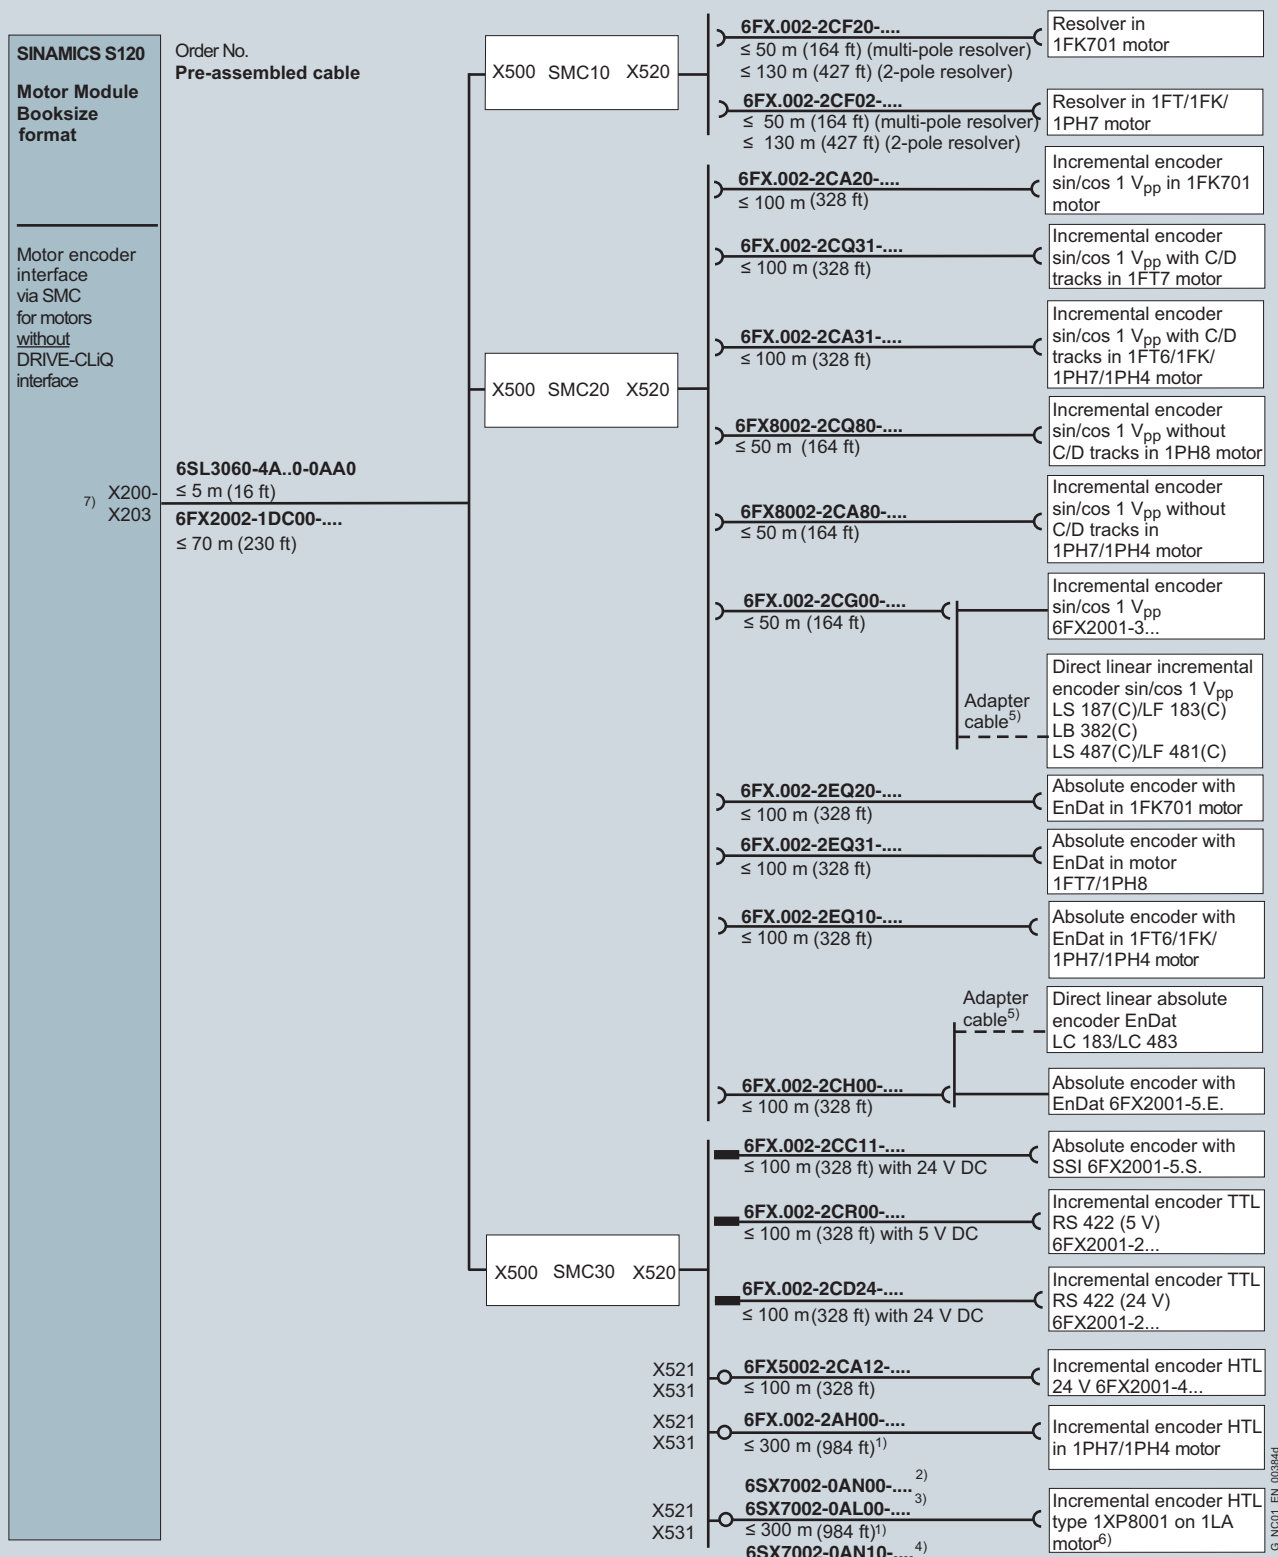 SINAMICS S120
Motor Module
Booksize
format
Motor encoder
interface
via SMC
for motors
without
DRIVE-CLiQ
interface
7) X200-
X203
Order No.
Pre-assembled cable
6SL3060-4A..0-0AA0
≤ 5 m (16 ft)
6FX2002-1DC00-....
≤ 70 m (230 ft)
X500 SMC10 X520
6FX.002-2CF20-....
≤ 50 m (164 ft) (multi-pole resolver)
≤ 130 m (427 ft) (2-pole resolver)
Resolver in
1FK701 motor
6FX.002-2CF02-....
≤ 50 m (164 ft) (multi-pole resolver)
≤ 130 m (427 ft) (2-pole resolver)
Resolver in 1FT/1FK/
1PH7 motor
X500 SMC20 X520
6FX.002-2CA20-....
≤ 100 m (328 ft)
Incremental encoder
sin/cos 1 Vpp in 1FK701
motor
6FX.002-2CQ31-....
≤ 100 m (328 ft)
Incremental encoder
sin/cos 1 Vpp with C/D
tracks in 1FT7 motor
6FX.002-2CA31-....
≤ 100 m (328 ft)
Incremental encoder
sin/cos 1 Vpp with C/D
tracks in 1FT6/1FK/
1PH7/1PH4 motor
6FX8002-2CQ80-....
≤ 50 m (164 ft)
Incremental encoder
sin/cos 1 Vpp without
C/D tracks in 1PH8 motor
6FX8002-2CA80-....
≤ 50 m (164 ft)
Incremental encoder
sin/cos 1 Vpp without
C/D tracks in
1PH7/1PH4 motor
6FX.002-2CG00-....
≤ 50 m (164 ft)
Incremental encoder
sin/cos 1 Vpp
6FX2001-3...
Adapter
cable5)
Direct linear incremental
encoder sin/cos 1 Vpp
LS 187(C)/LF 183(C)
LB 382(C)
LS 487(C)/LF 481(C)
6FX.002-2EQ20-....
≤ 100 m (328 ft)
Absolute encoder with
EnDat in 1FK701 motor
6FX.002-2EQ31-....
≤ 100 m (328 ft)
Absolute encoder with
EnDat in motor
1FT7/1PH8
6FX.002-2EQ10-....
≤ 100 m (328 ft)
Absolute encoder with
EnDat in 1FT6/1FK/
1PH7/1PH4 motor
Adapter
cable5)
Direct linear absolute
encoder EnDat
LC 183/LC 483
6FX.002-2CH00-....
≤ 100 m (328 ft)
Absolute encoder with
EnDat 6FX2001-5.E.
X500 SMC30 X520
6FX.002-2CC11-....
≤ 100 m (328 ft) with 24 V DC
Absolute encoder with
SSI 6FX2001-5.S.
6FX.002-2CR00-....
≤ 100 m (328 ft) with 5 V DC
Incremental encoder TTL
RS 422 (5 V)
6FX2001-2...
6FX.002-2CD24-....
≤ 100 m (328 ft) with 24 V DC
Incremental encoder TTL
RS 422 (24 V)
6FX2001-2...
X521
X531
6FX5002-2CA12-....
≤ 100 m (328 ft)
Incremental encoder HTL
24 V 6FX2001-4...
X521
X531
6FX.002-2AH00-....
≤ 300 m (984 ft)1)
Incremental encoder HTL
in 1PH7/1PH4 motor
X521
X531
6SX7002-0AN00-....2)
6SX7002-0AL00-....3)
≤ 300 m (984 ft)1)
6SX7002-0AN10-....4)
Incremental encoder HTL
type 1XP8001 on 1LA
motor6)
G_NC01_EN_00384d